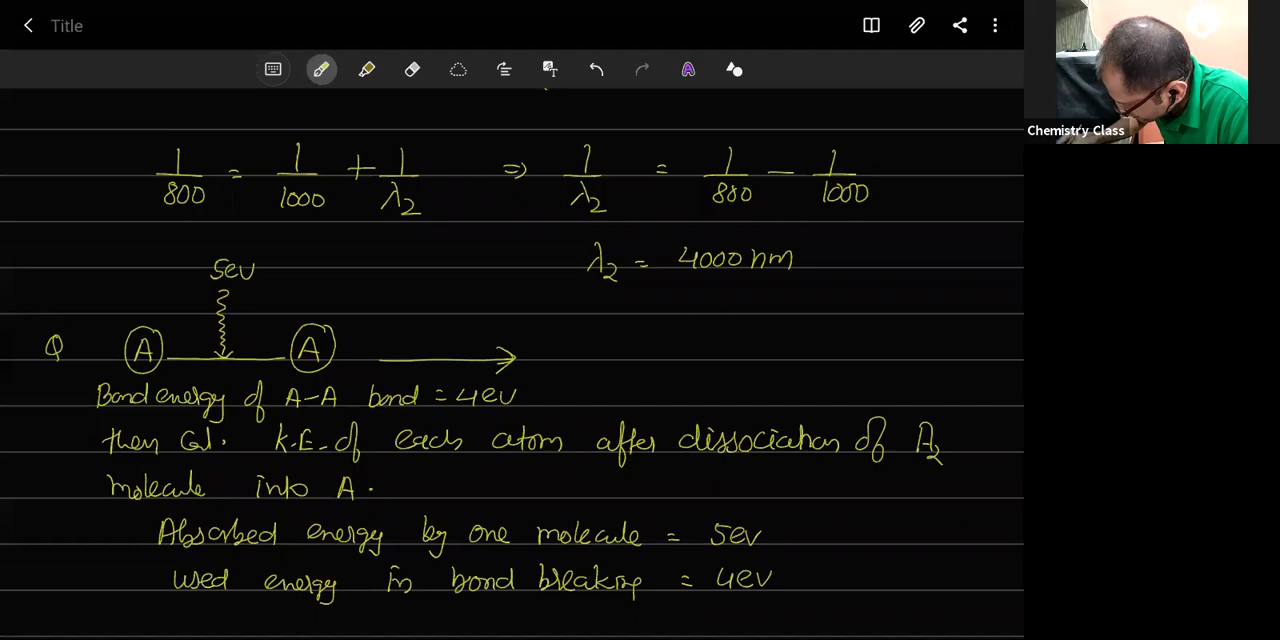 Title
Chemistry Class
1/800 = 1/1000 + 1/λ2 => 1/λ2 = 1/880 - 1/1000
λ2 = 4000 nm
5eV
Q A A
Bond energy of A-A bond = 4eV
then Cal. K.E. of each atom after dissociation of A2
molecule into A.
Absorbed energy by one molecule = 5eV
used energy in bond breaking = 4eV